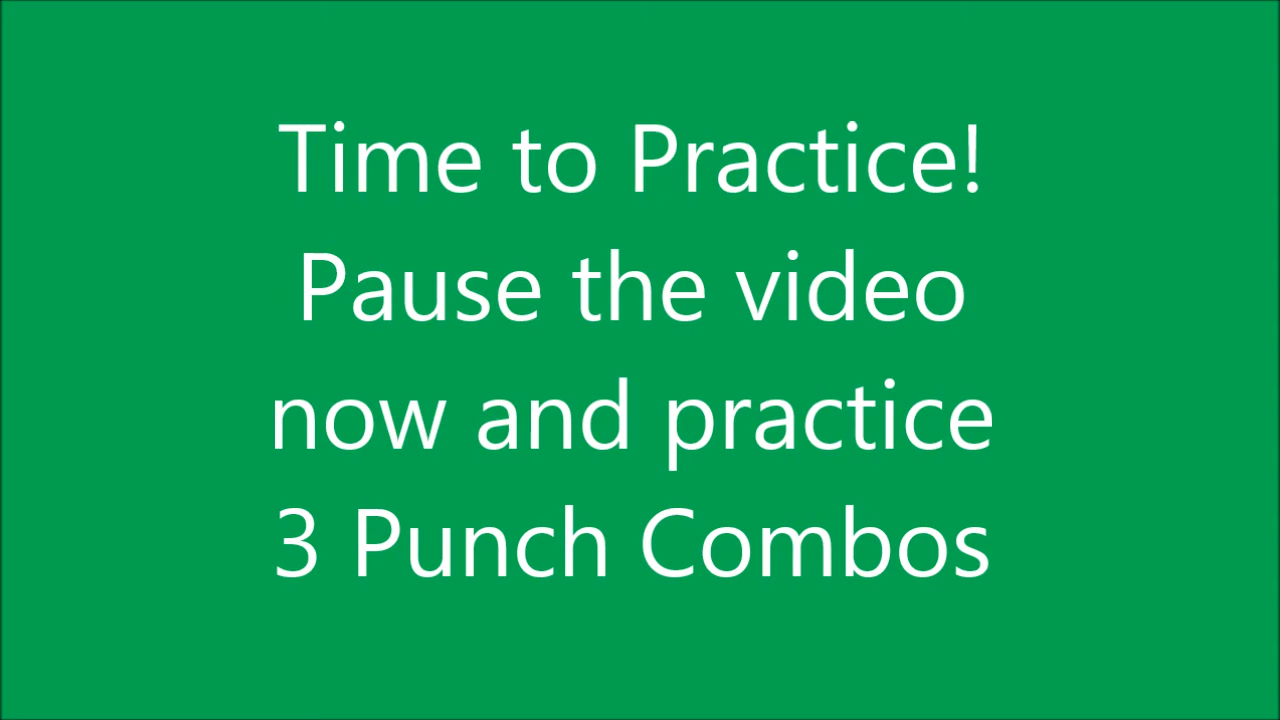 Time to Practice!
Pause the video
now and practice
3 Punch Combos